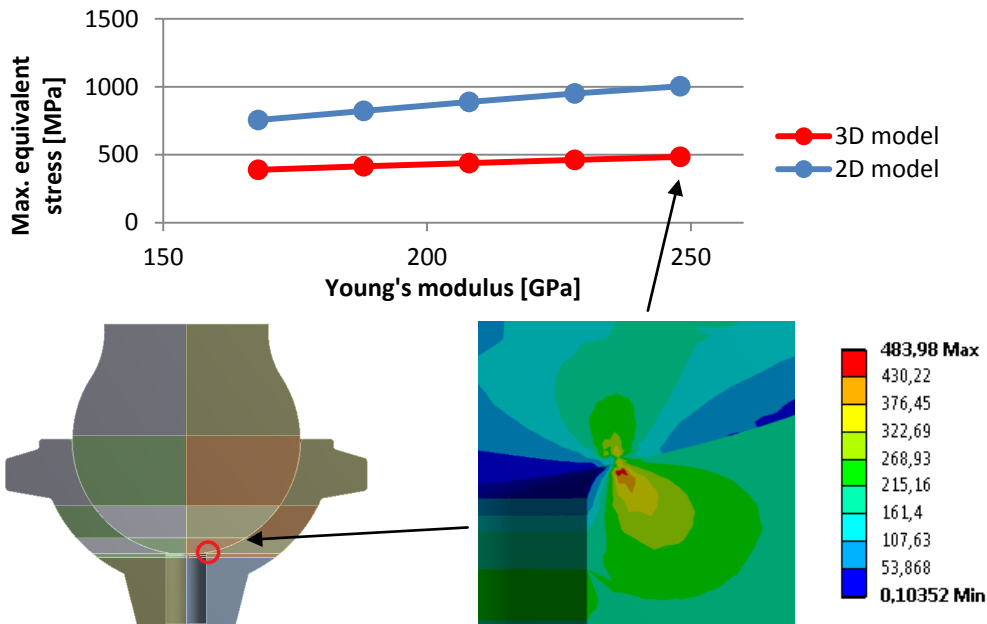 1500
1000
500
0
Max. equivalent
stress [MPa]
150
200
250
Young's modulus [GPa]
3D model
2D model
483,98 Max
430,22
376,45
322,69
268,93
215,16
161,4
107,63
53,868
0,10352 Min